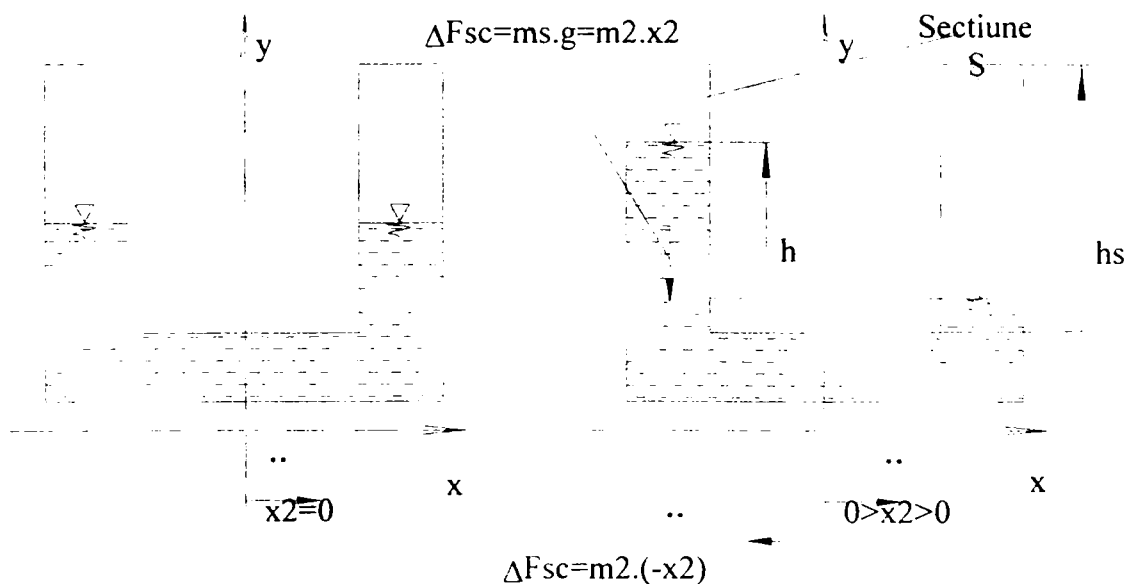 y
ΔFsc=ms.g=m2.x2
y
Sectiune
S
h
hs
x
x2=0
x
0>x2>0
ΔFsc=m2.(-x2)